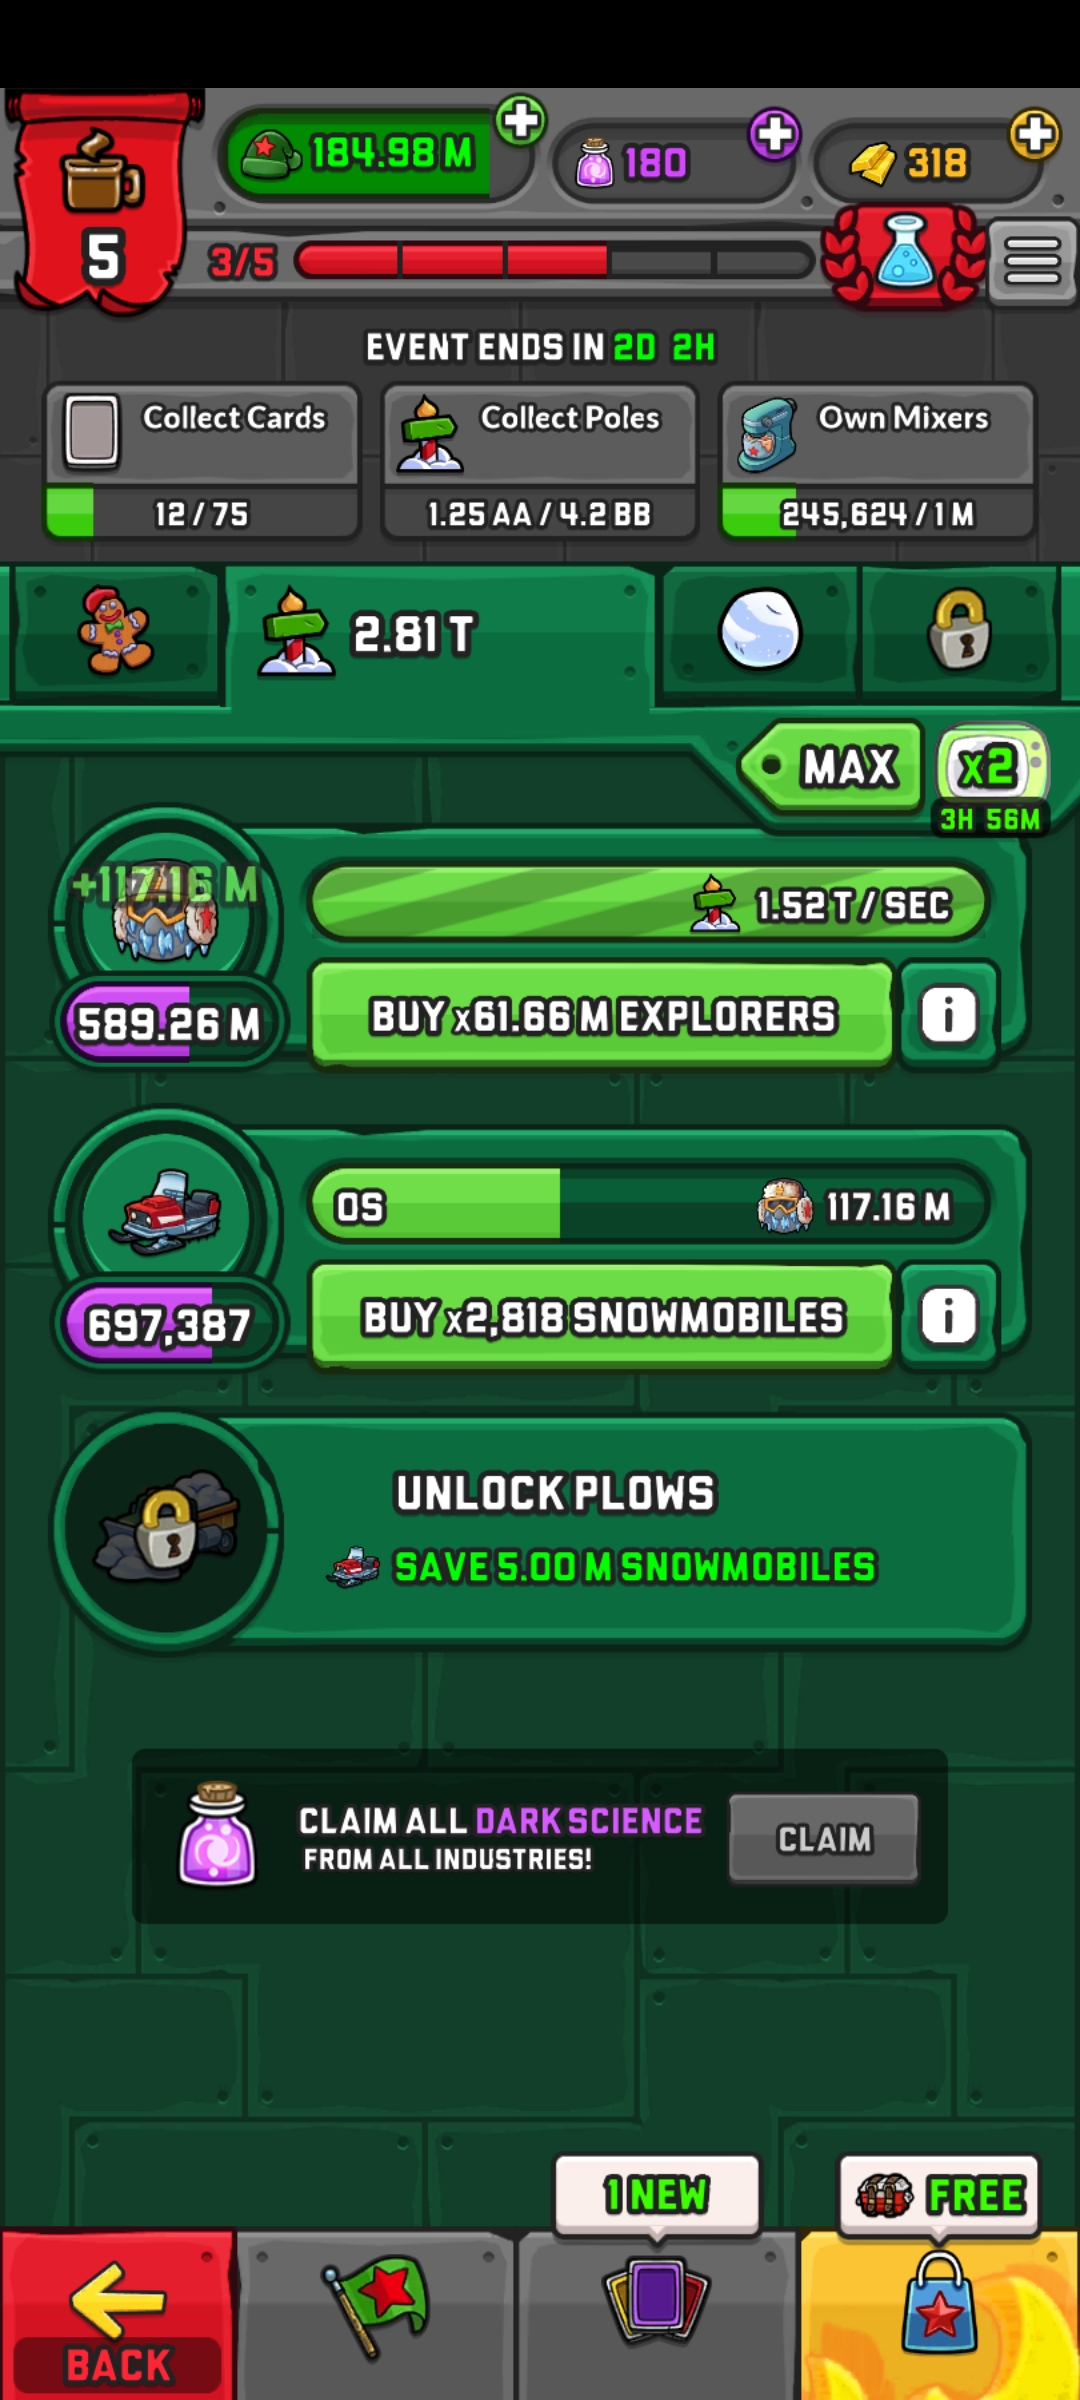 184.98 M
180
318
5
3/5
EVENT ENDS IN 2D 2H
Collect Cards
12 / 75
Collect Poles
1.25 AA / 4.2 BB
Own Mixers
245,624 / 1 M
2.81 T
MAX
x2
3H 56M
+117.16 M
1.52 T / SEC
589.26 M
BUY x61.66 M EXPLORERS
i
0S
117.16 M
697,387
BUY x2,818 SNOWMOBILES
i
UNLOCK PLOWS
SAVE 5.00 M SNOWMOBILES
CLAIM ALL DARK SCIENCE
FROM ALL INDUSTRIES!
CLAIM
1 NEW
FREE
BACK